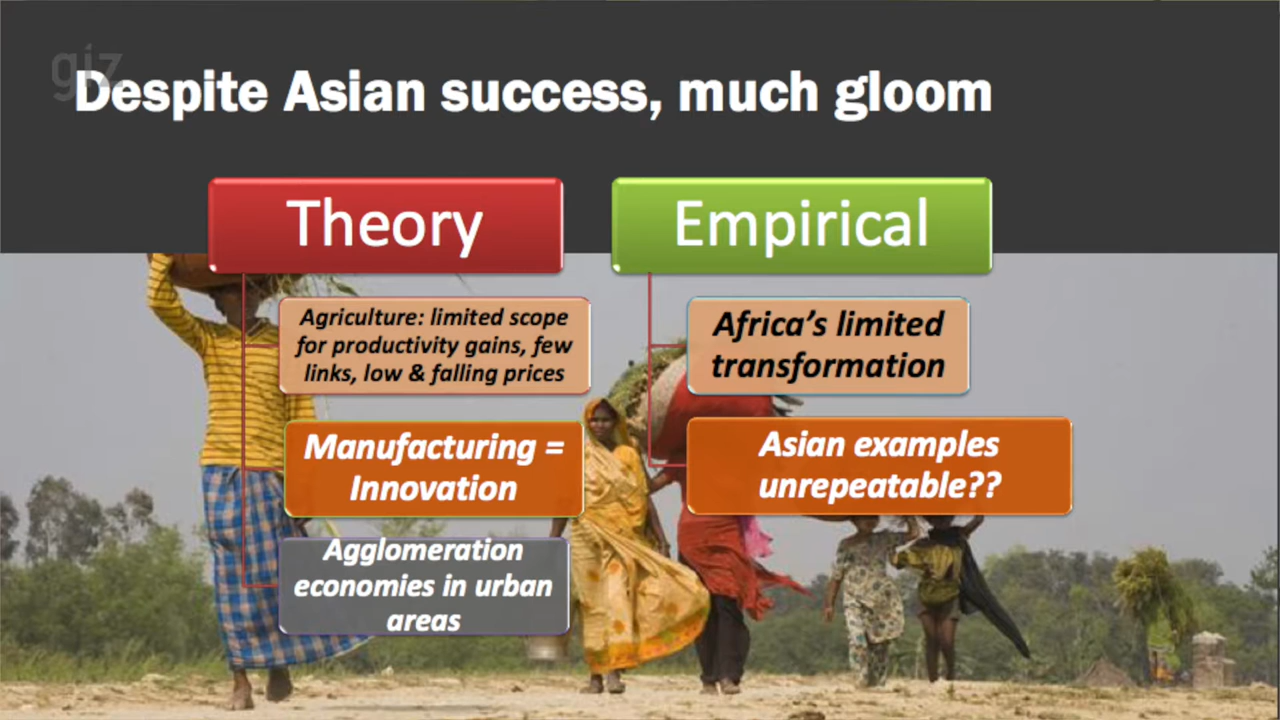 giz
Despite Asian success, much gloom
Theory
Agriculture: limited scope
for productivity gains, few
links, low & falling prices
Manufacturing =
Innovation
Agglomeration
economies in urban
areas
Empirical
Africa’s limited
transformation
Asian examples
unrepeatable??